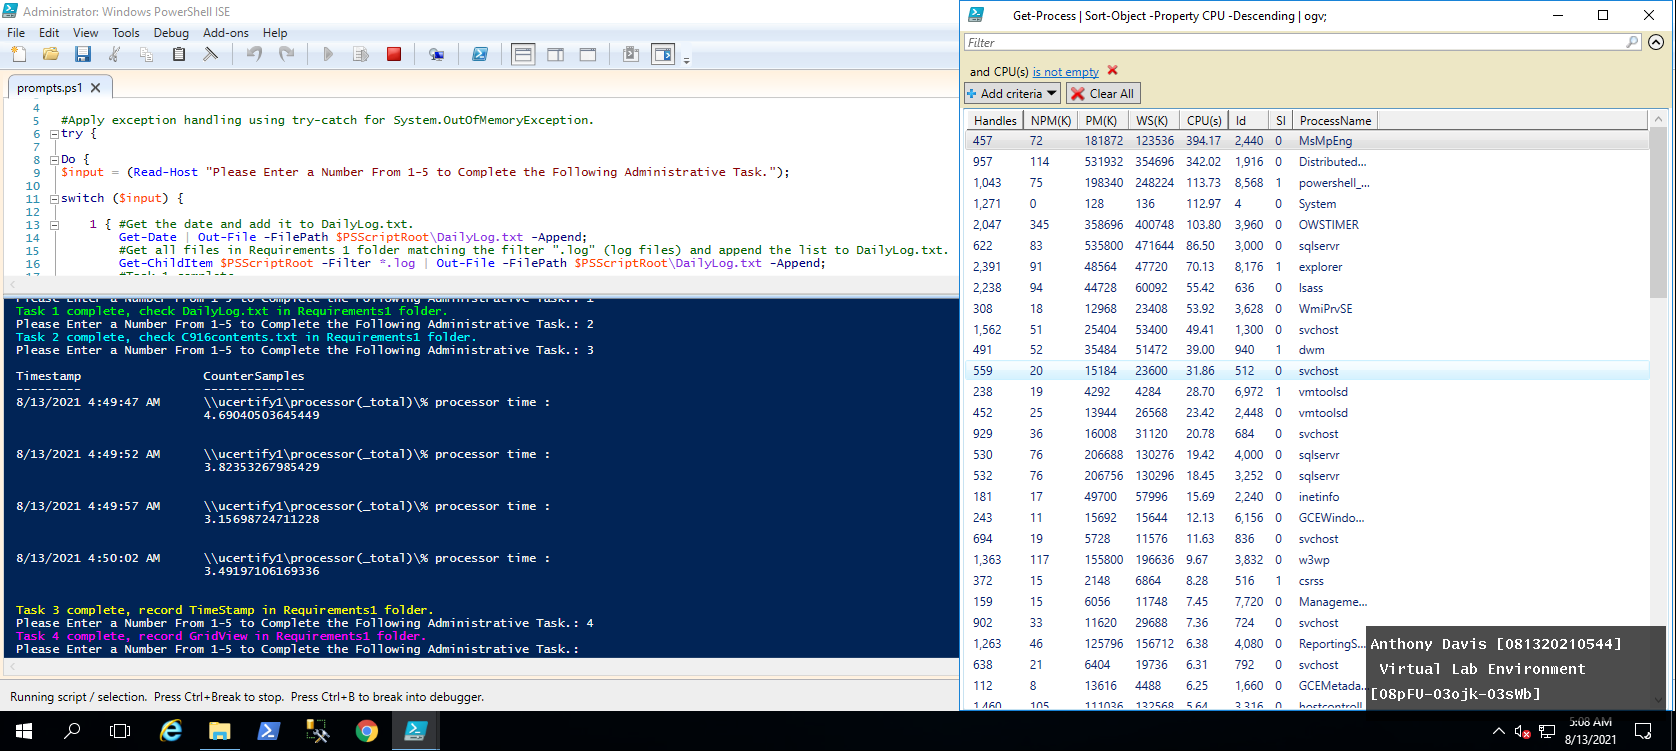 Administrator: Windows PowerShell ISE
File Edit View Tools Debug Add-ons Help
prompts.ps1
4
5 #Apply exception handling using try-catch for System.OutOfMemoryException.
6 try {
7
8 Do {
9 $input = (Read-Host "Please Enter a Number From 1-5 to Complete the Following Administrative Task.");
10
11 switch ($input) {
12
13 1 { #Get the date and add it to DailyLog.txt.
14 Get-Date | Out-File -FilePath $PSScriptRoot\DailyLog.txt -Append;
15 #Get all files in Requirements 1 folder matching the filter ".log" (log files) and append the list to DailyLog.txt.
16 Get-ChildItem $PSScriptRoot -Filter *.log | Out-File -FilePath $PSScriptRoot\DailyLog.txt -Append;
Please Enter a Number From 1-5 to Complete the Following Administrative Task.: 1
Task 1 complete, check DailyLog.txt in Requirements1 folder.
Please Enter a Number From 1-5 to Complete the Following Administrative Task.: 2
Task 2 complete, check C916contents.txt in Requirements1 folder.
Please Enter a Number From 1-5 to Complete the Following Administrative Task.: 3
Timestamp CounterSamples
--------- --------------
8/13/2021 4:49:47 AM \\ucertify1\processor(_total)\% processor time :
4.69040503645449
8/13/2021 4:49:52 AM \\ucertify1\processor(_total)\% processor time :
3.82353267985429
8/13/2021 4:49:57 AM \\ucertify1\processor(_total)\% processor time :
3.15698724711228
8/13/2021 4:50:02 AM \\ucertify1\processor(_total)\% processor time :
3.49197106169336
Task 3 complete, record TimeStamp in Requirements1 folder.
Please Enter a Number From 1-5 to Complete the Following Administrative Task.: 4
Task 4 complete, record GridView in Requirements1 folder.
Please Enter a Number From 1-5 to Complete the Following Administrative Task.:
Running script / selection. Press Ctrl+Break to stop. Press Ctrl+B to break into debugger.
Get-Process | Sort-Object -Property CPU -Descending | ogv;
Filter
and CPU(s) is not empty
Add criteria Clear All
Handles NPM(K) PM(K) WS(K) CPU(s) Id SI ProcessName
457 72 181872 123536 394.17 2,440 0 MsMpEng
957 114 531932 354696 342.02 1,916 0 Distributed...
1,043 75 198340 248224 113.73 8,568 1 powershell_...
1,271 0 128 136 112.97 4 0 System
2,047 345 358696 400748 103.80 3,960 0 OWSTIMER
622 83 535800 471644 86.50 3,000 0 sqlservr
2,391 91 48564 47720 70.13 8,176 1 explorer
2,238 94 44728 60092 55.42 636 0 lsass
308 18 12968 23408 53.92 3,628 0 WmiPrvSE
1,562 51 25404 53400 49.41 1,300 0 svchost
491 52 35484 51472 39.00 940 1 dwm
559 20 15184 23600 31.86 512 0 svchost
238 19 4292 4284 28.70 6,972 1 vmtoolsd
452 25 13944 26568 23.42 2,448 0 vmtoolsd
929 36 16008 31120 20.78 684 0 svchost
530 76 206688 130276 19.42 4,000 0 sqlservr
532 76 206756 130296 18.45 3,252 0 sqlservr
181 17 49700 57996 15.69 2,240 0 inetinfo
243 11 15692 15644 12.13 6,156 0 GCEWindo...
694 19 5728 11576 11.63 836 0 svchost
1,363 117 155800 196636 9.67 3,832 0 w3wp
372 15 2148 6864 8.28 516 1 csrss
159 15 6056 11748 7.45 7,720 0 Manageme...
902 33 11620 29688 7.36 724 0 svchost
1,263 46 125796 156712 6.38 4,080 0 ReportingS...
638 21 6404 19736 6.31 792 0 svchost
112 8 13616 4488 6.25 1,660 0 GCEMetada...
1,460 105 111036 132568 5.64 3,316 0 hostcontroll
Anthony Davis [081320210544]
Virtual Lab Environment
[O8pFU-O3ojk-O3sWb]
5:08 AM
8/13/2021